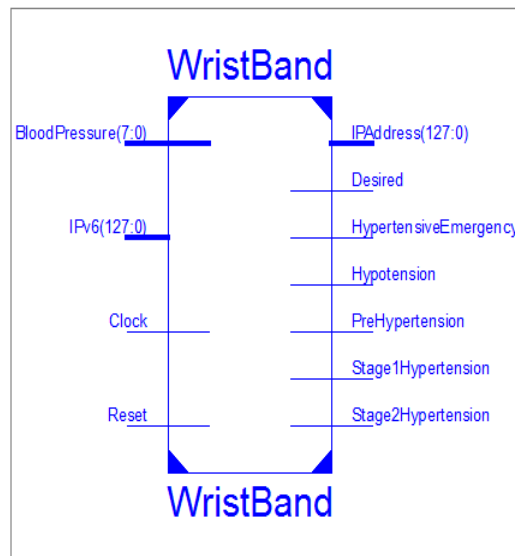 WristBand
BloodPressure(7:0)
IPAddress(127:0)
Desired
IPv6(127:0)
HypertensiveEmergency
Hypotension
Clock
PreHypertension
Stage1Hypertension
Reset
Stage2Hypertension
WristBand